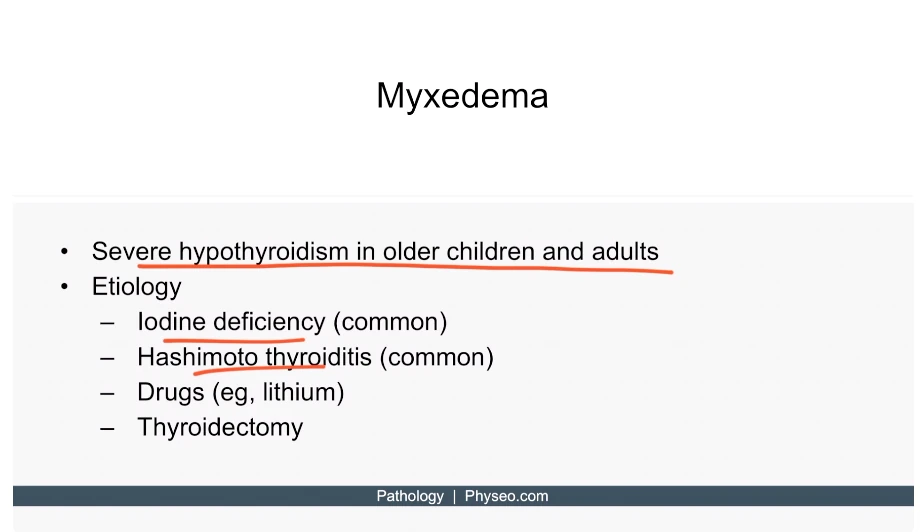 Myxedema
• Severe hypothyroidism in older children and adults
• Etiology
– Iodine deficiency (common)
– Hashimoto thyroiditis (common)
– Drugs (eg, lithium)
– Thyroidectomy
Pathology | Physeo.com